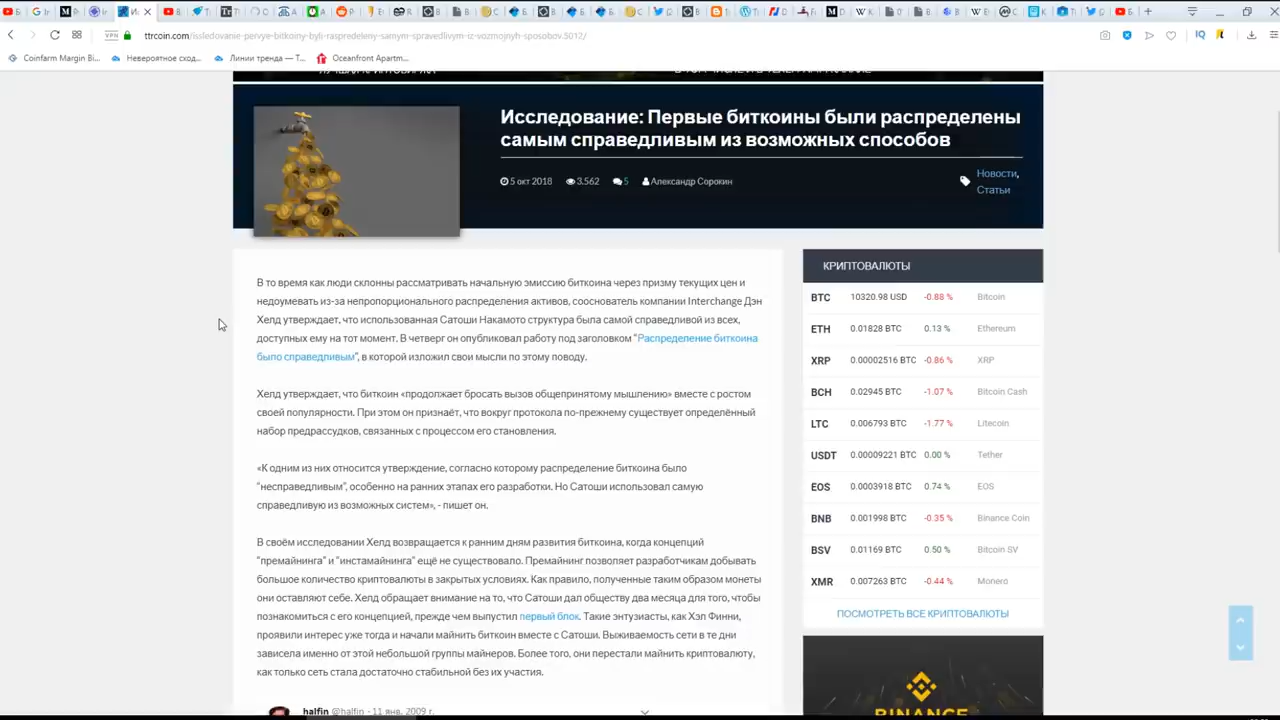 ttrcoin.com/issledovanie-pervye-bitkoiny-byli-raspredeleny-samym-spravedlivym-iz-vozmojnyh-sposobov.5012/
Coinfarm Margin Bi...
Невероятное сход...
Линии тренда — Т...
Oceanfront Apartm...
Исследование: Первые биткоины были распределены
самым справедливым из возможных способов
5 окт 2018
3.562
5
Александр Сорокин
Новости,
Статьи
В то время как люди склонны рассматривать начальную эмиссию биткоина через призму текущих цен и
недоумевать из-за непропорционального распределения активов, сооснователь компании Interchange Дэн
Хелд утверждает, что использованная Сатоши Накамото структура была самой справедливой из всех,
доступных ему на тот момент. В четверг он опубликовал работу под заголовком "Распределение биткоина
было справедливым", в которой изложил свои мысли по этому поводу.
Хелд утверждает, что биткоин «продолжает бросать вызов общепринятому мышлению» вместе с ростом
своей популярности. При этом он признаёт, что вокруг протокола по-прежнему существует определённый
набор предрассудков, связанных с процессом его становления.
«К одним из них относится утверждение, согласно которому распределение биткоина было
"несправедливым", особенно на ранних этапах его разработки. Но Сатоши использовал самую
справедливую из возможных систем», - пишет он.
В своём исследовании Хелд возвращается к ранним дням развития биткоина, когда концепций
"премайнинга" и "инстамайнинга" ещё не существовало. Премайнинг позволяет разработчикам добывать
большое количество криптовалюты в закрытых условиях. Как правило, полученные таким образом монеты
они оставляют себе. Хелд обращает внимание на то, что Сатоши дал обществу два месяца для того, чтобы
познакомиться с его концепцией, прежде чем выпустил первый блок. Такие энтузиасты, как Хэл Финни,
проявили интерес уже тогда и начали майнить биткоин вместе с Сатоши. Выживаемость сети в те дни
зависела именно от этой небольшой группы майнеров. Более того, они перестали майнить криптовалюту,
как только сеть стала достаточно стабильной без их участия.
halfin @halfin - 11 янв. 2009 г.
КРИПТОВАЛЮТЫ
BTC 10320.98 USD -0.88 % Bitcoin
ETH 0.01828 BTC 0.13 % Ethereum
XRP 0.00002516 BTC -0.86 % XRP
BCH 0.02945 BTC -1.07 % Bitcoin Cash
LTC 0.006793 BTC -1.77 % Litecoin
USDT 0.00009221 BTC 0.00 % Tether
EOS 0.0003918 BTC 0.74 % EOS
BNB 0.001998 BTC -0.35 % Binance Coin
BSV 0.01169 BTC 0.50 % Bitcoin SV
XMR 0.007263 BTC -0.44 % Monero
ПОСМОТРЕТЬ ВСЕ КРИПТОВАЛЮТЫ
BINANCE